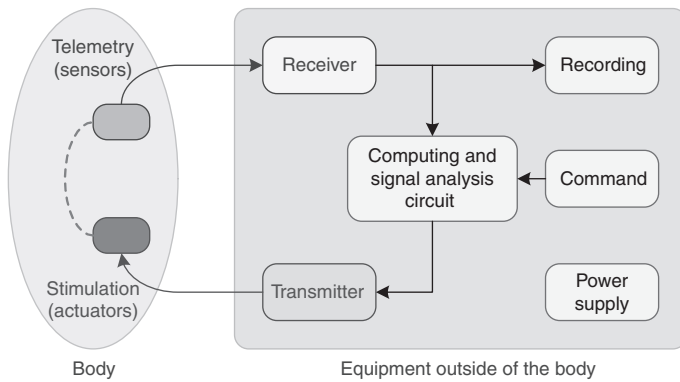 Telemetry
(sensors)
Receiver
Recording
Computing and
signal analysis
circuit
Command
Stimulation
(actuators)
Transmitter
Power
supply
Body
Equipment outside of the body